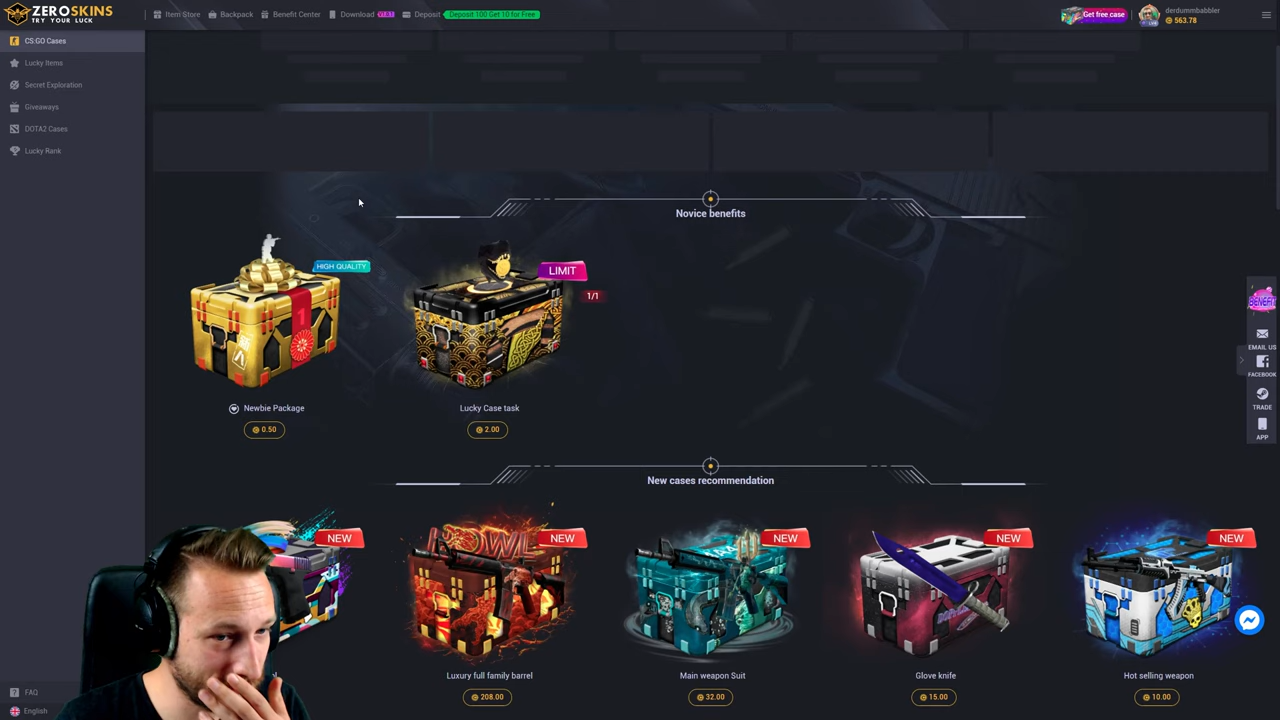 ZEROSKINS
TRY YOUR LUCK
Item Store
Backpack
Benefit Center
Download
Deposit
Deposit 100 Get 10 for Free
Get free case
derdummbabbler
563.78
CS:GO Cases
Lucky Items
Secret Exploration
Giveaways
DOTA2 Cases
Lucky Rank
Novice benefits
HIGH QUALITY
LIMIT
1/1
Newbie Package
Lucky Case task
0.50
2.00
BENEFIT
EMAIL US
FACEBOOK
TRADE
APP
New cases recommendation
NEW
NEW
NEW
NEW
NEW
Luxury full family barrel
Main weapon Suit
Glove knife
Hot selling weapon
208.00
32.00
15.00
10.00
FAQ
English